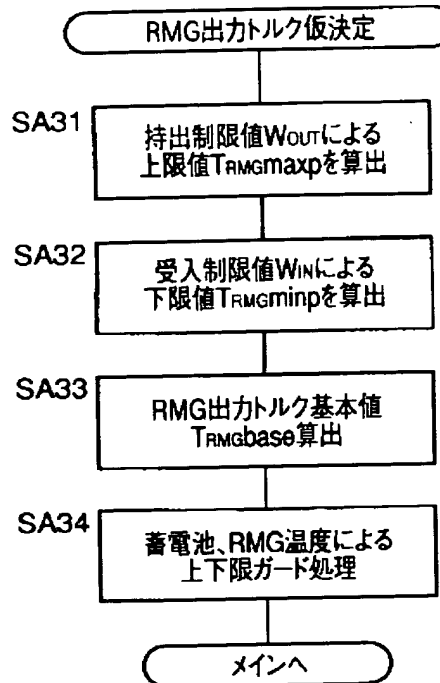 RMG出力トルク仮決定
SA31
持出制限値WOUTによる
上限値TRMGmaxpを算出
SA32
受入制限値WINによる
下限値TRMGminpを算出
SA33
RMG出力トルク基本値
TRMGbase算出
SA34
蓄電池、RMG温度による
上下限ガード処理
メインへ